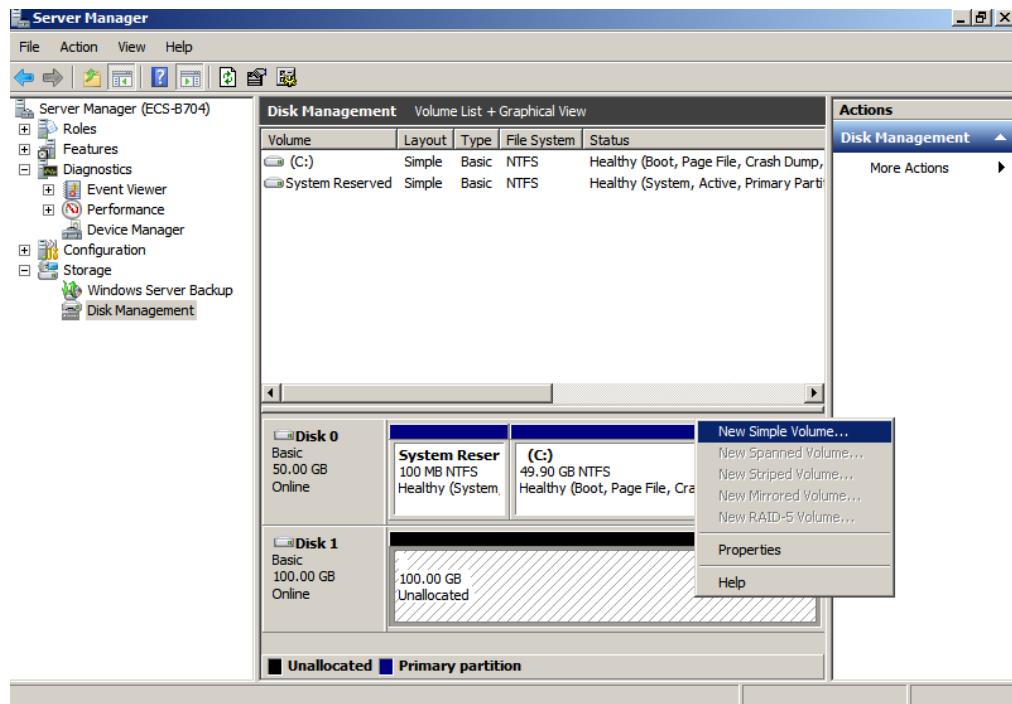 Server Manager
File Action View Help
Server Manager (ECS-B704)
Roles
Features
Diagnostics
Event Viewer
Performance
Device Manager
Configuration
Storage
Windows Server Backup
Disk Management
Disk Management Volume List + Graphical View
Volume Layout Type File System Status
(C:) Simple Basic NTFS Healthy (Boot, Page File, Crash Dump,
System Reserved Simple Basic NTFS Healthy (System, Active, Primary Parti
Actions
Disk Management
More Actions
Disk 0
Basic
50.00 GB
Online
System Reser
100 MB NTFS
Healthy (System,
(C:)
49.90 GB NTFS
Healthy (Boot, Page File, Cra
New Simple Volume...
New Spanned Volume...
New Striped Volume...
New Mirrored Volume...
New RAID-5 Volume...
Properties
Help
Disk 1
Basic
100.00 GB
Online
100.00 GB
Unallocated
Unallocated Primary partition